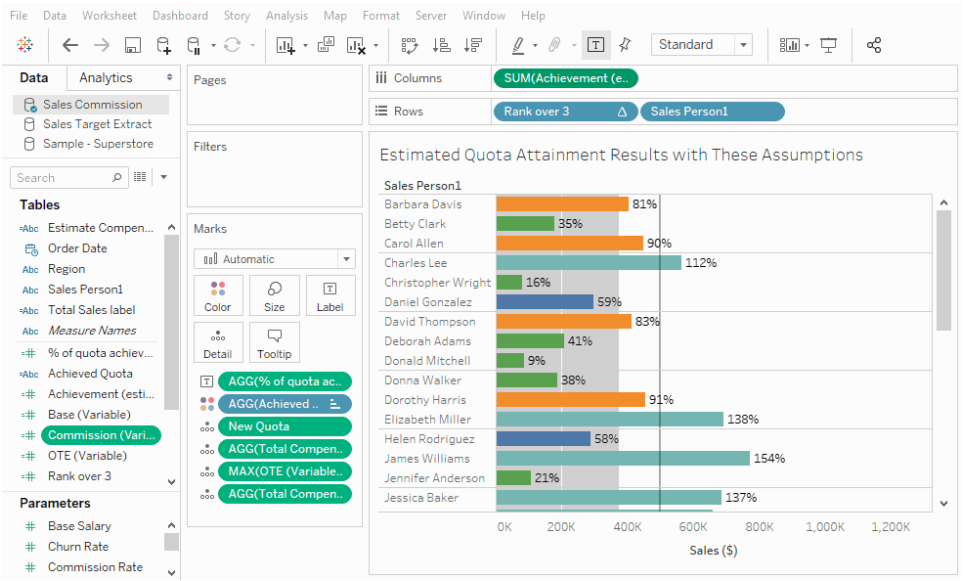 File Data Worksheet Dashboard Story Analysis Map Format Server Window Help
Standard
Data Analytics
Sales Commission
Sales Target Extract
Sample - Superstore
Search
Tables
Abc Estimate Compen...
Order Date
Abc Region
Abc Sales Person1
Abc Total Sales label
Abc Measure Names
% of quota achiev...
Abc Achieved Quota
Achievement (esti...
Base (Variable)
Commission (Vari...
OTE (Variable)
Rank over 3
Parameters
Base Salary
Churn Rate
Commission Rate
Pages
Filters
Marks
Automatic
Color Size Label
Detail Tooltip
AGG(% of quota ac..
AGG(Achieved ..
New Quota
AGG(Total Compen..
MAX(OTE (Variable..
AGG(Total Compen..
Columns SUM(Achievement (e..
Rows Rank over 3 Δ Sales Person1
Estimated Quota Attainment Results with These Assumptions
Sales Person1
Barbara Davis 81%
Betty Clark 35%
Carol Allen 90%
Charles Lee 112%
Christopher Wright 16%
Daniel Gonzalez 59%
David Thompson 83%
Deborah Adams 41%
Donald Mitchell 9%
Donna Walker 38%
Dorothy Harris 91%
Elizabeth Miller 138%
Helen Rodriguez 58%
James Williams 154%
Jennifer Anderson 21%
Jessica Baker 137%
0K 200K 400K 600K 800K 1,000K 1,200K
Sales ($)